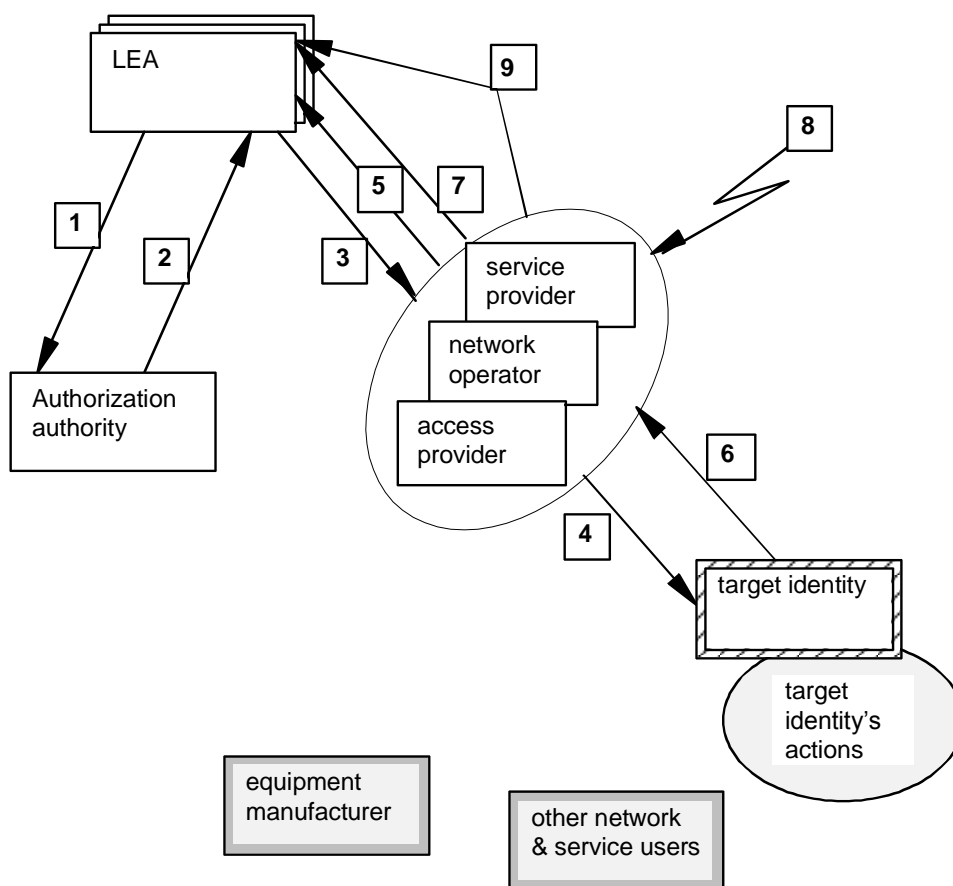 LEA
9
8
1
2
3
5
7
service
provider
network
operator
access
provider
Authorization
authority
6
4
target identity
target
identity’s
actions
equipment
manufacturer
other network
& service users